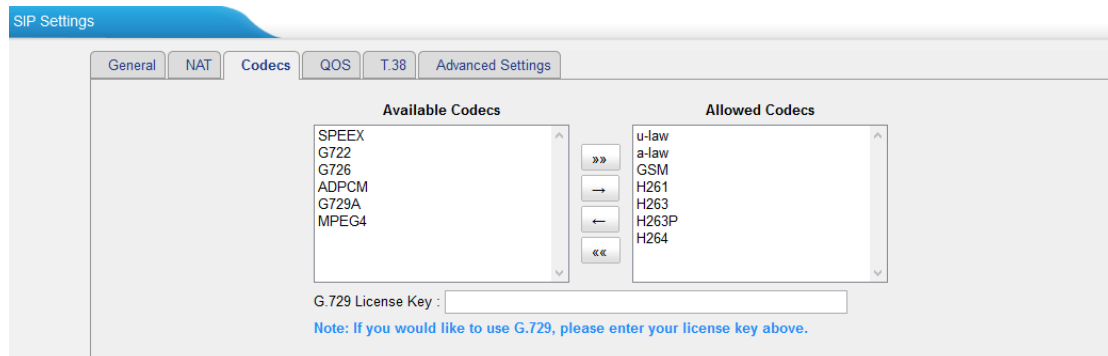 SIP Settings
General NAT Codecs QOS T.38 Advanced Settings
Available Codecs
SPEEX
G722
G726
ADPCM
G729A
MPEG4
»»
→
←
««
Allowed Codecs
u-law
a-law
GSM
H261
H263
H263P
H264
G.729 License Key :
Note: If you would like to use G.729, please enter your license key above.